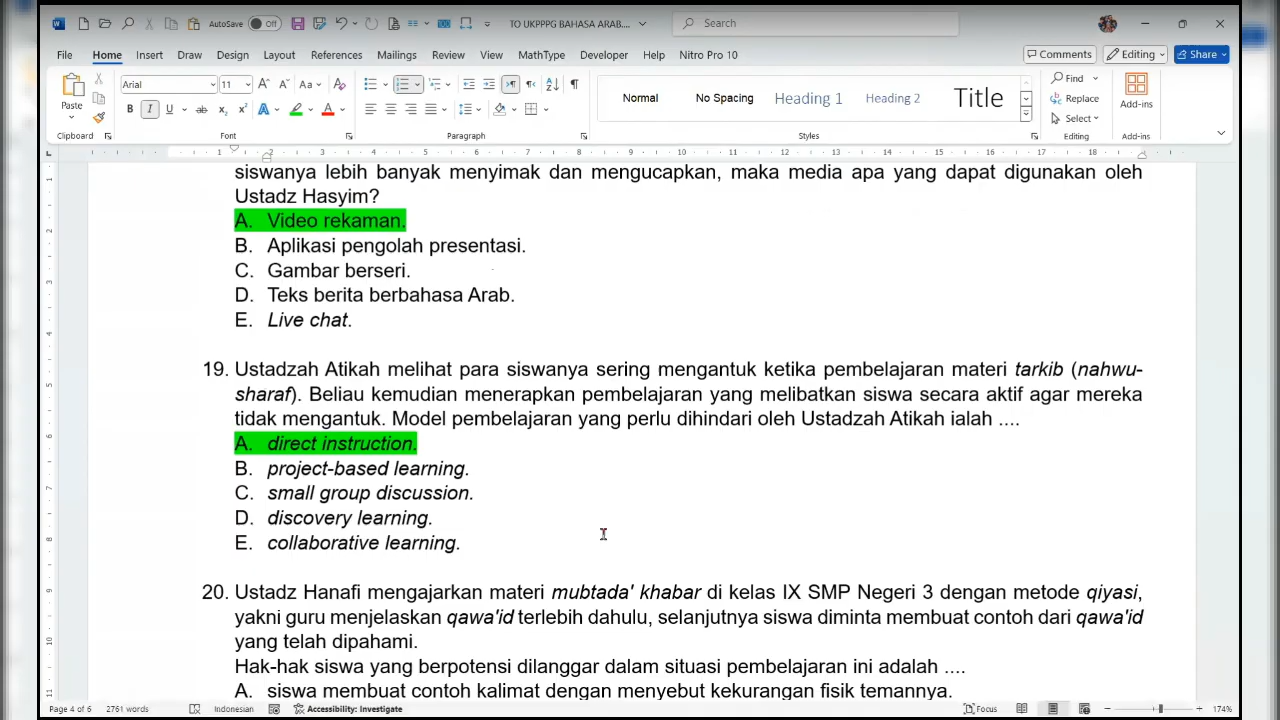 AutoSave Off TO UKPPPG BAHASA ARAB.... Search
File Home Insert Draw Design Layout References Mailings Review View MathType Developer Help Nitro Pro 10 Comments Editing Share
Paste Arial 11 Normal No Spacing Heading 1 Heading 2 Title Find Replace Select Add-ins
Clipboard Font Paragraph Styles Editing Add-ins
siswanya lebih banyak menyimak dan mengucapkan, maka media apa yang dapat digunakan oleh
Ustadz Hasyim?
A. Video rekaman.
B. Aplikasi pengolah presentasi.
C. Gambar berseri.
D. Teks berita berbahasa Arab.
E. Live chat.
19. Ustadzah Atikah melihat para siswanya sering mengantuk ketika pembelajaran materi tarkib (nahwu-
sharaf). Beliau kemudian menerapkan pembelajaran yang melibatkan siswa secara aktif agar mereka
tidak mengantuk. Model pembelajaran yang perlu dihindari oleh Ustadzah Atikah ialah ....
A. direct instruction.
B. project-based learning.
C. small group discussion.
D. discovery learning.
E. collaborative learning.
20. Ustadz Hanafi mengajarkan materi mubtada' khabar di kelas IX SMP Negeri 3 dengan metode qiyasi,
yakni guru menjelaskan qawa'id terlebih dahulu, selanjutnya siswa diminta membuat contoh dari qawa'id
yang telah dipahami.
Hak-hak siswa yang berpotensi dilanggar dalam situasi pembelajaran ini adalah ....
A. siswa membuat contoh kalimat dengan menyebut kekurangan fisik temannya.
Page 4 of 6 2761 words Indonesian Accessibility: Investigate Focus 174%